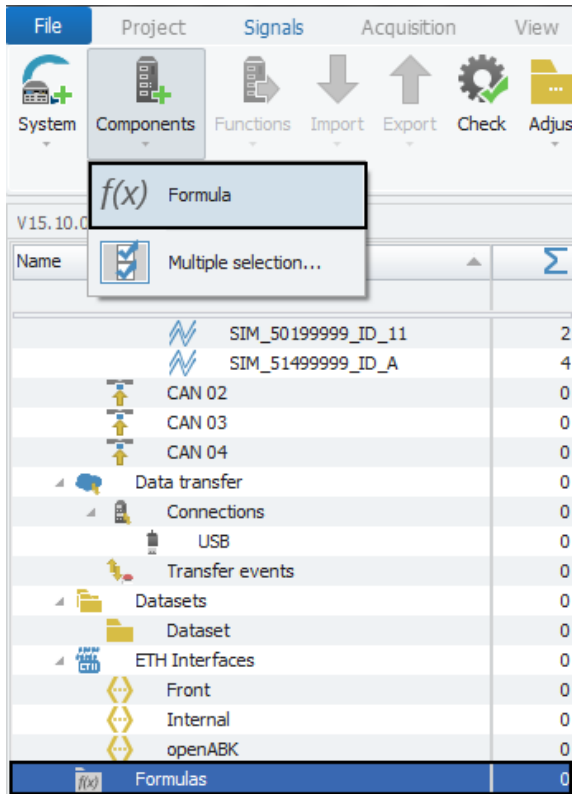 File Project Signals Acquisition View
System Components Functions Import Export Check Adjus
f(x) Formula
V15.10.0
Multiple selection...
Name Σ
SIM_50199999_ID_11 2
SIM_51499999_ID_A 4
CAN 02 0
CAN 03 0
CAN 04 0
Data transfer 0
Connections 0
USB 0
Transfer events 0
Datasets 0
Dataset 0
ETH Interfaces 0
Front 0
Internal 0
openABK 0
f(x) Formulas 0